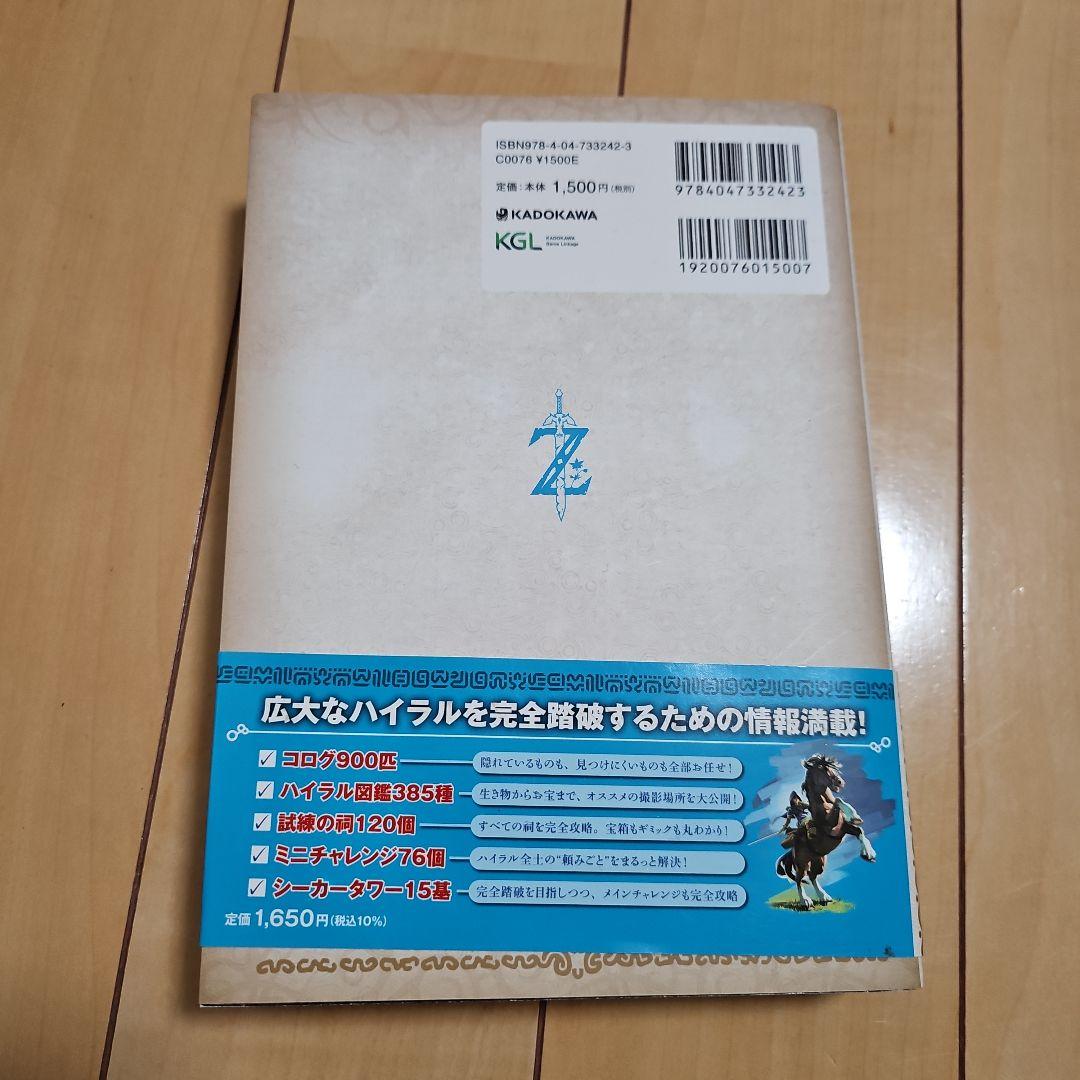 ISBN978-4-04-733242-3
C0076 ¥1500E
定価：本体 1,500円（税別）
KADOKAWA
KGL KADOKAWA Game Linkage
9784047332423
1920076015007
Z
広大なハイラルを完全踏破するための情報満載！
✓ コログ900匹 隠れているものも、見つけにくいものも全部お任せ！
✓ ハイラル図鑑385種 生き物からお宝まで、オススメの撮影場所を大公開！
✓ 試練の祠120個 すべての祠を完全攻略。宝箱もギミックも丸わかり！
✓ ミニチャレンジ76個 ハイラル全土の“頼みごと”をまるっと解決！
✓ シーカータワー15基 完全踏破を目指しつつ、メインチャレンジも完全攻略
定価 1,650円（税込10%）